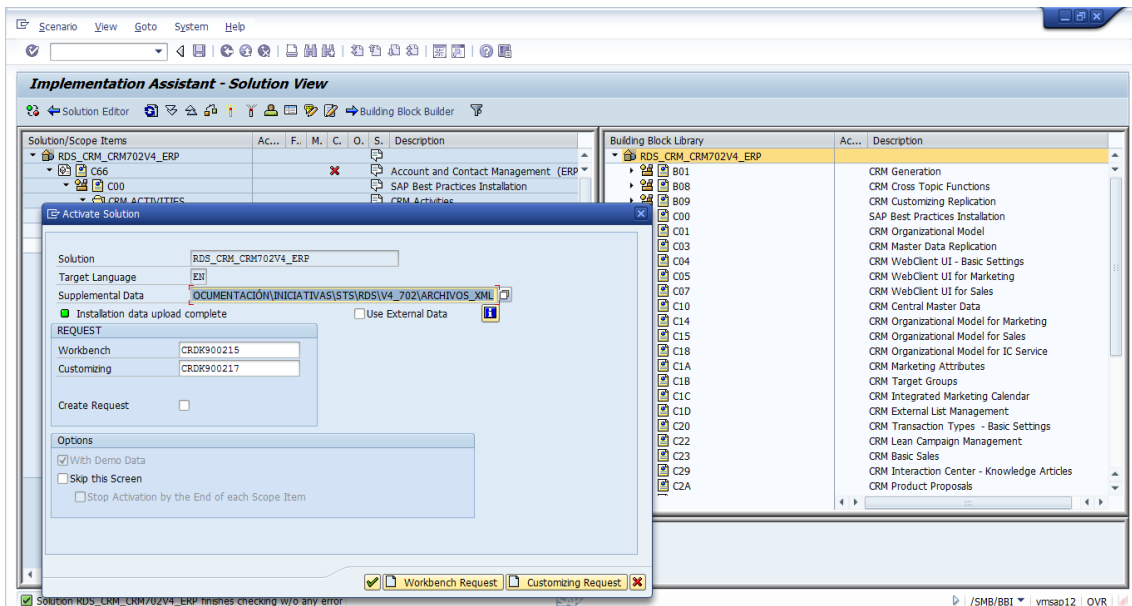 Scenario View Goto System Help
Implementation Assistant - Solution View
Solution Editor Building Block Builder
Solution/Scope Items Ac... F.. M. C. O. S. Description
RDS_CRM_CRM702V4_ERP
C66 Account and Contact Management (ERP
C00 SAP Best Practices Installation
CRM ACTIVITIES CRM Activities
Building Block Library Ac... Description
RDS_CRM_CRM702V4_ERP
B01 CRM Generation
B08 CRM Cross Topic Functions
B09 CRM Customizing Replication
C00 SAP Best Practices Installation
C01 CRM Organizational Model
C03 CRM Master Data Replication
C04 CRM WebClient UI - Basic Settings
C05 CRM WebClient UI for Marketing
C07 CRM WebClient UI for Sales
C10 CRM Central Master Data
C14 CRM Organizational Model for Marketing
C15 CRM Organizational Model for Sales
C18 CRM Organizational Model for IC Service
C1A CRM Marketing Attributes
C1B CRM Target Groups
C1C CRM Integrated Marketing Calendar
C1D CRM External List Management
C20 CRM Transaction Types - Basic Settings
C22 CRM Lean Campaign Management
C23 CRM Basic Sales
C29 CRM Interaction Center - Knowledge Articles
C2A CRM Product Proposals
Activate Solution
Solution RDS_CRM_CRM702V4_ERP
Target Language EN
Supplemental Data OCUMENTACIÓN\INICIATIVAS\STS\RDS\V4_702\ARCHIVOS_XML
Installation data upload complete Use External Data
REQUEST
Workbench CRDK900215
Customizing CRDK900217
Create Request
Options
With Demo Data
Skip this Screen
Stop Activation by the End of each Scope Item
Workbench Request Customizing Request
Solution RDS_CRM_CRM702V4_ERP finishes checking w/o any error
/SMB/BBI vmsap12 OVR